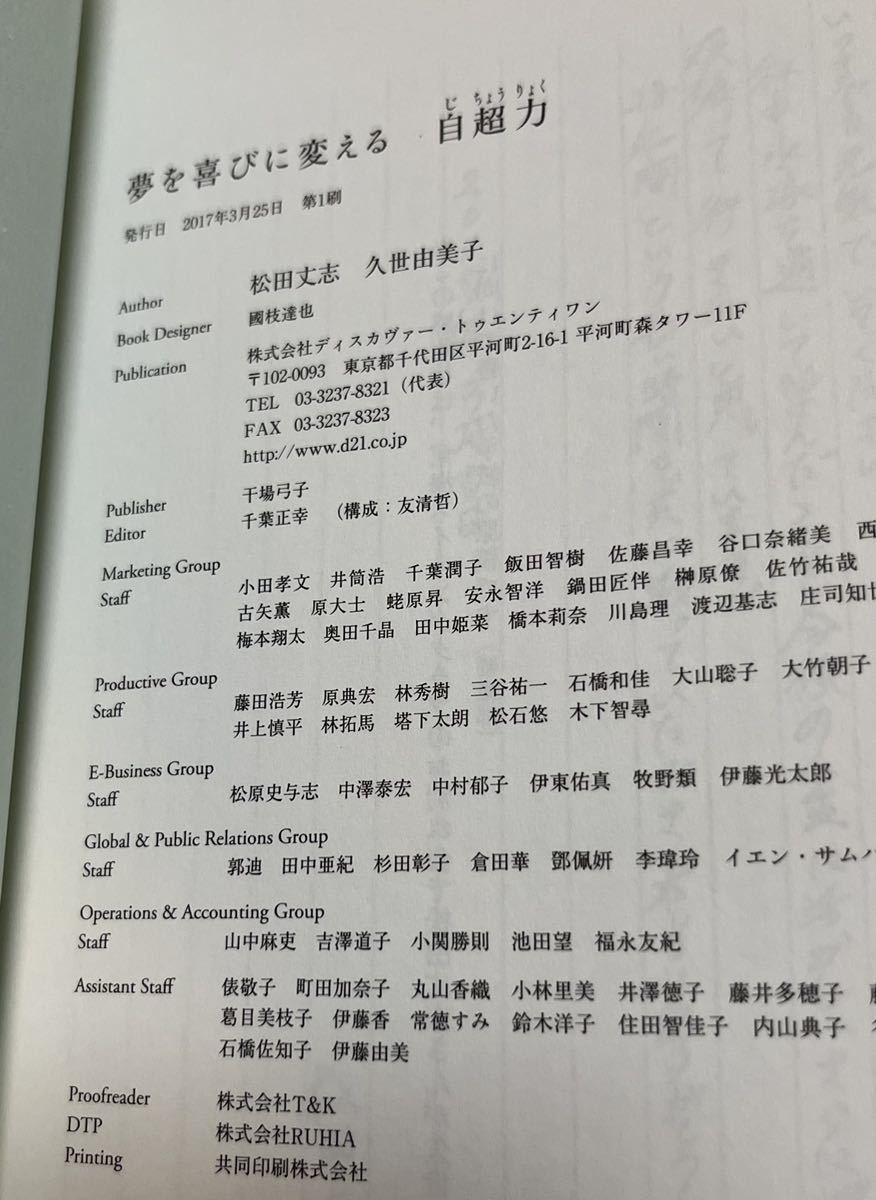 じちょうりょく
夢を喜びに変える 自超力
発行日 2017年3月25日 第1刷
Author 松田丈志 久世由美子
Book Designer 國枝達也
Publication 株式会社ディスカヴァー・トゥエンティワン
〒102-0093 東京都千代田区平河町2-16-1 平河町森タワー11F
TEL 03-3237-8321（代表）
FAX 03-3237-8323
http://www.d21.co.jp
Publisher 干場弓子
Editor 千葉正幸 （構成：友清哲）
Marketing Group
Staff 小田孝文 井筒浩 千葉潤子 飯田智樹 佐藤昌幸 谷口奈緒美 西
古矢薫 原大士 蛯原昇 安永智洋 鍋田匠伴 榊原僚 佐竹祐哉
梅本翔太 奥田千晶 田中姫菜 橋本莉奈 川島理 渡辺基志 庄司知世
Productive Group
Staff 藤田浩芳 原典宏 林秀樹 三谷祐一 石橋和佳 大山聡子 大竹朝子
井上慎平 林拓馬 塔下太朗 松石悠 木下智尋
E-Business Group
Staff 松原史与志 中澤泰宏 中村郁子 伊東佑真 牧野類 伊藤光太郎
Global & Public Relations Group
Staff 郭迪 田中亜紀 杉田彰子 倉田華 鄧佩妍 李瑋玲 イエン・サムハ
Operations & Accounting Group
Staff 山中麻吏 吉澤道子 小関勝則 池田望 福永友紀
Assistant Staff 俵敬子 町田加奈子 丸山香織 小林里美 井澤徳子 藤井多穂子
葛目美枝子 伊藤香 常徳すみ 鈴木洋子 住田智佳子 内山典子
石橋佐知子 伊藤由美
Proofreader 株式会社T&K
DTP 株式会社RUHIA
Printing 共同印刷株式会社